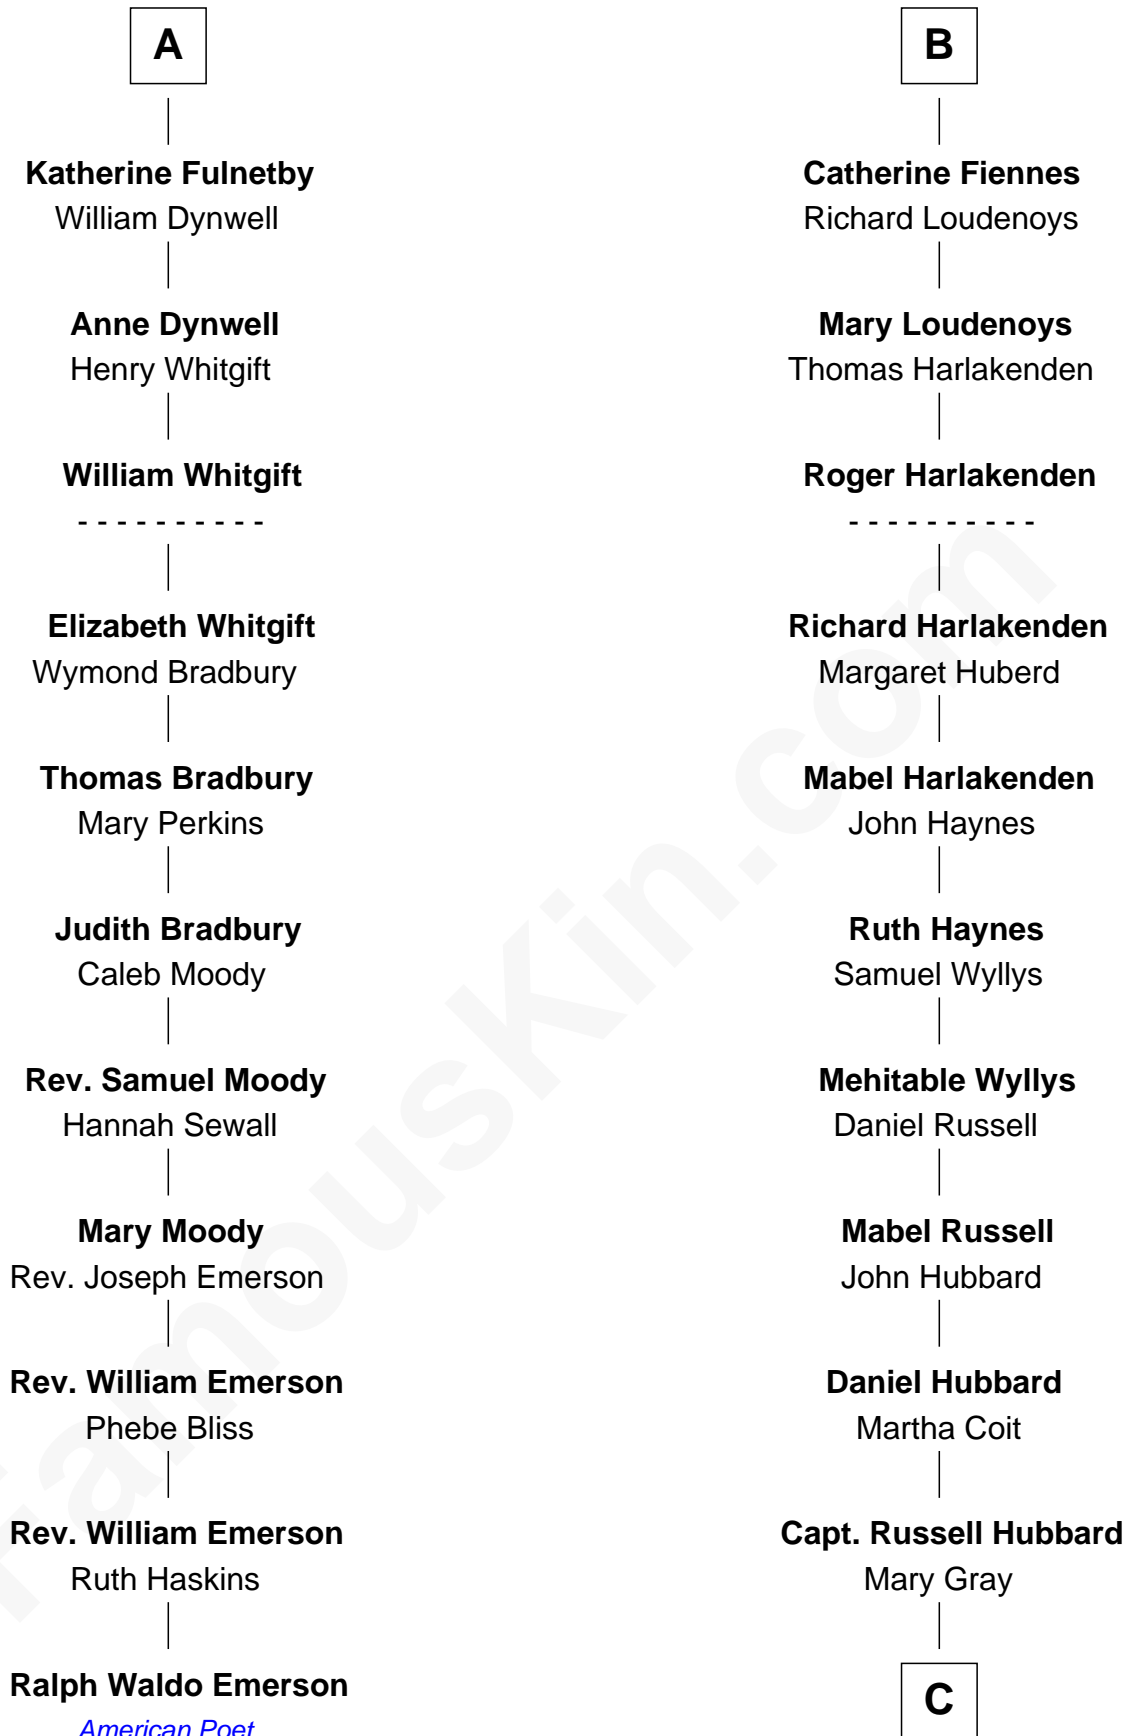 A
Katherine Fulnetby
William Dynwell
Anne Dynwell
Henry Whitgift
William Whitgift
- - - - - - - - - -
Elizabeth Whitgift
Wymond Bradbury
Thomas Bradbury
Mary Perkins
Judith Bradbury
Caleb Moody
Rev. Samuel Moody
Hannah Sewall
Mary Moody
Rev. Joseph Emerson
Rev. William Emerson
Phebe Bliss
Rev. William Emerson
Ruth Haskins
Ralph Waldo Emerson
American Poet
B
Catherine Fiennes
Richard Loudenoys
Mary Loudenoys
Thomas Harlakenden
Roger Harlakenden
- - - - - - - - - -
Richard Harlakenden
Margaret Huberd
Mabel Harlakenden
John Haynes
Ruth Haynes
Samuel Wyllys
Mehitable Wyllys
Daniel Russell
Mabel Russell
John Hubbard
Daniel Hubbard
Martha Coit
Capt. Russell Hubbard
Mary Gray
C
FamousKin.com